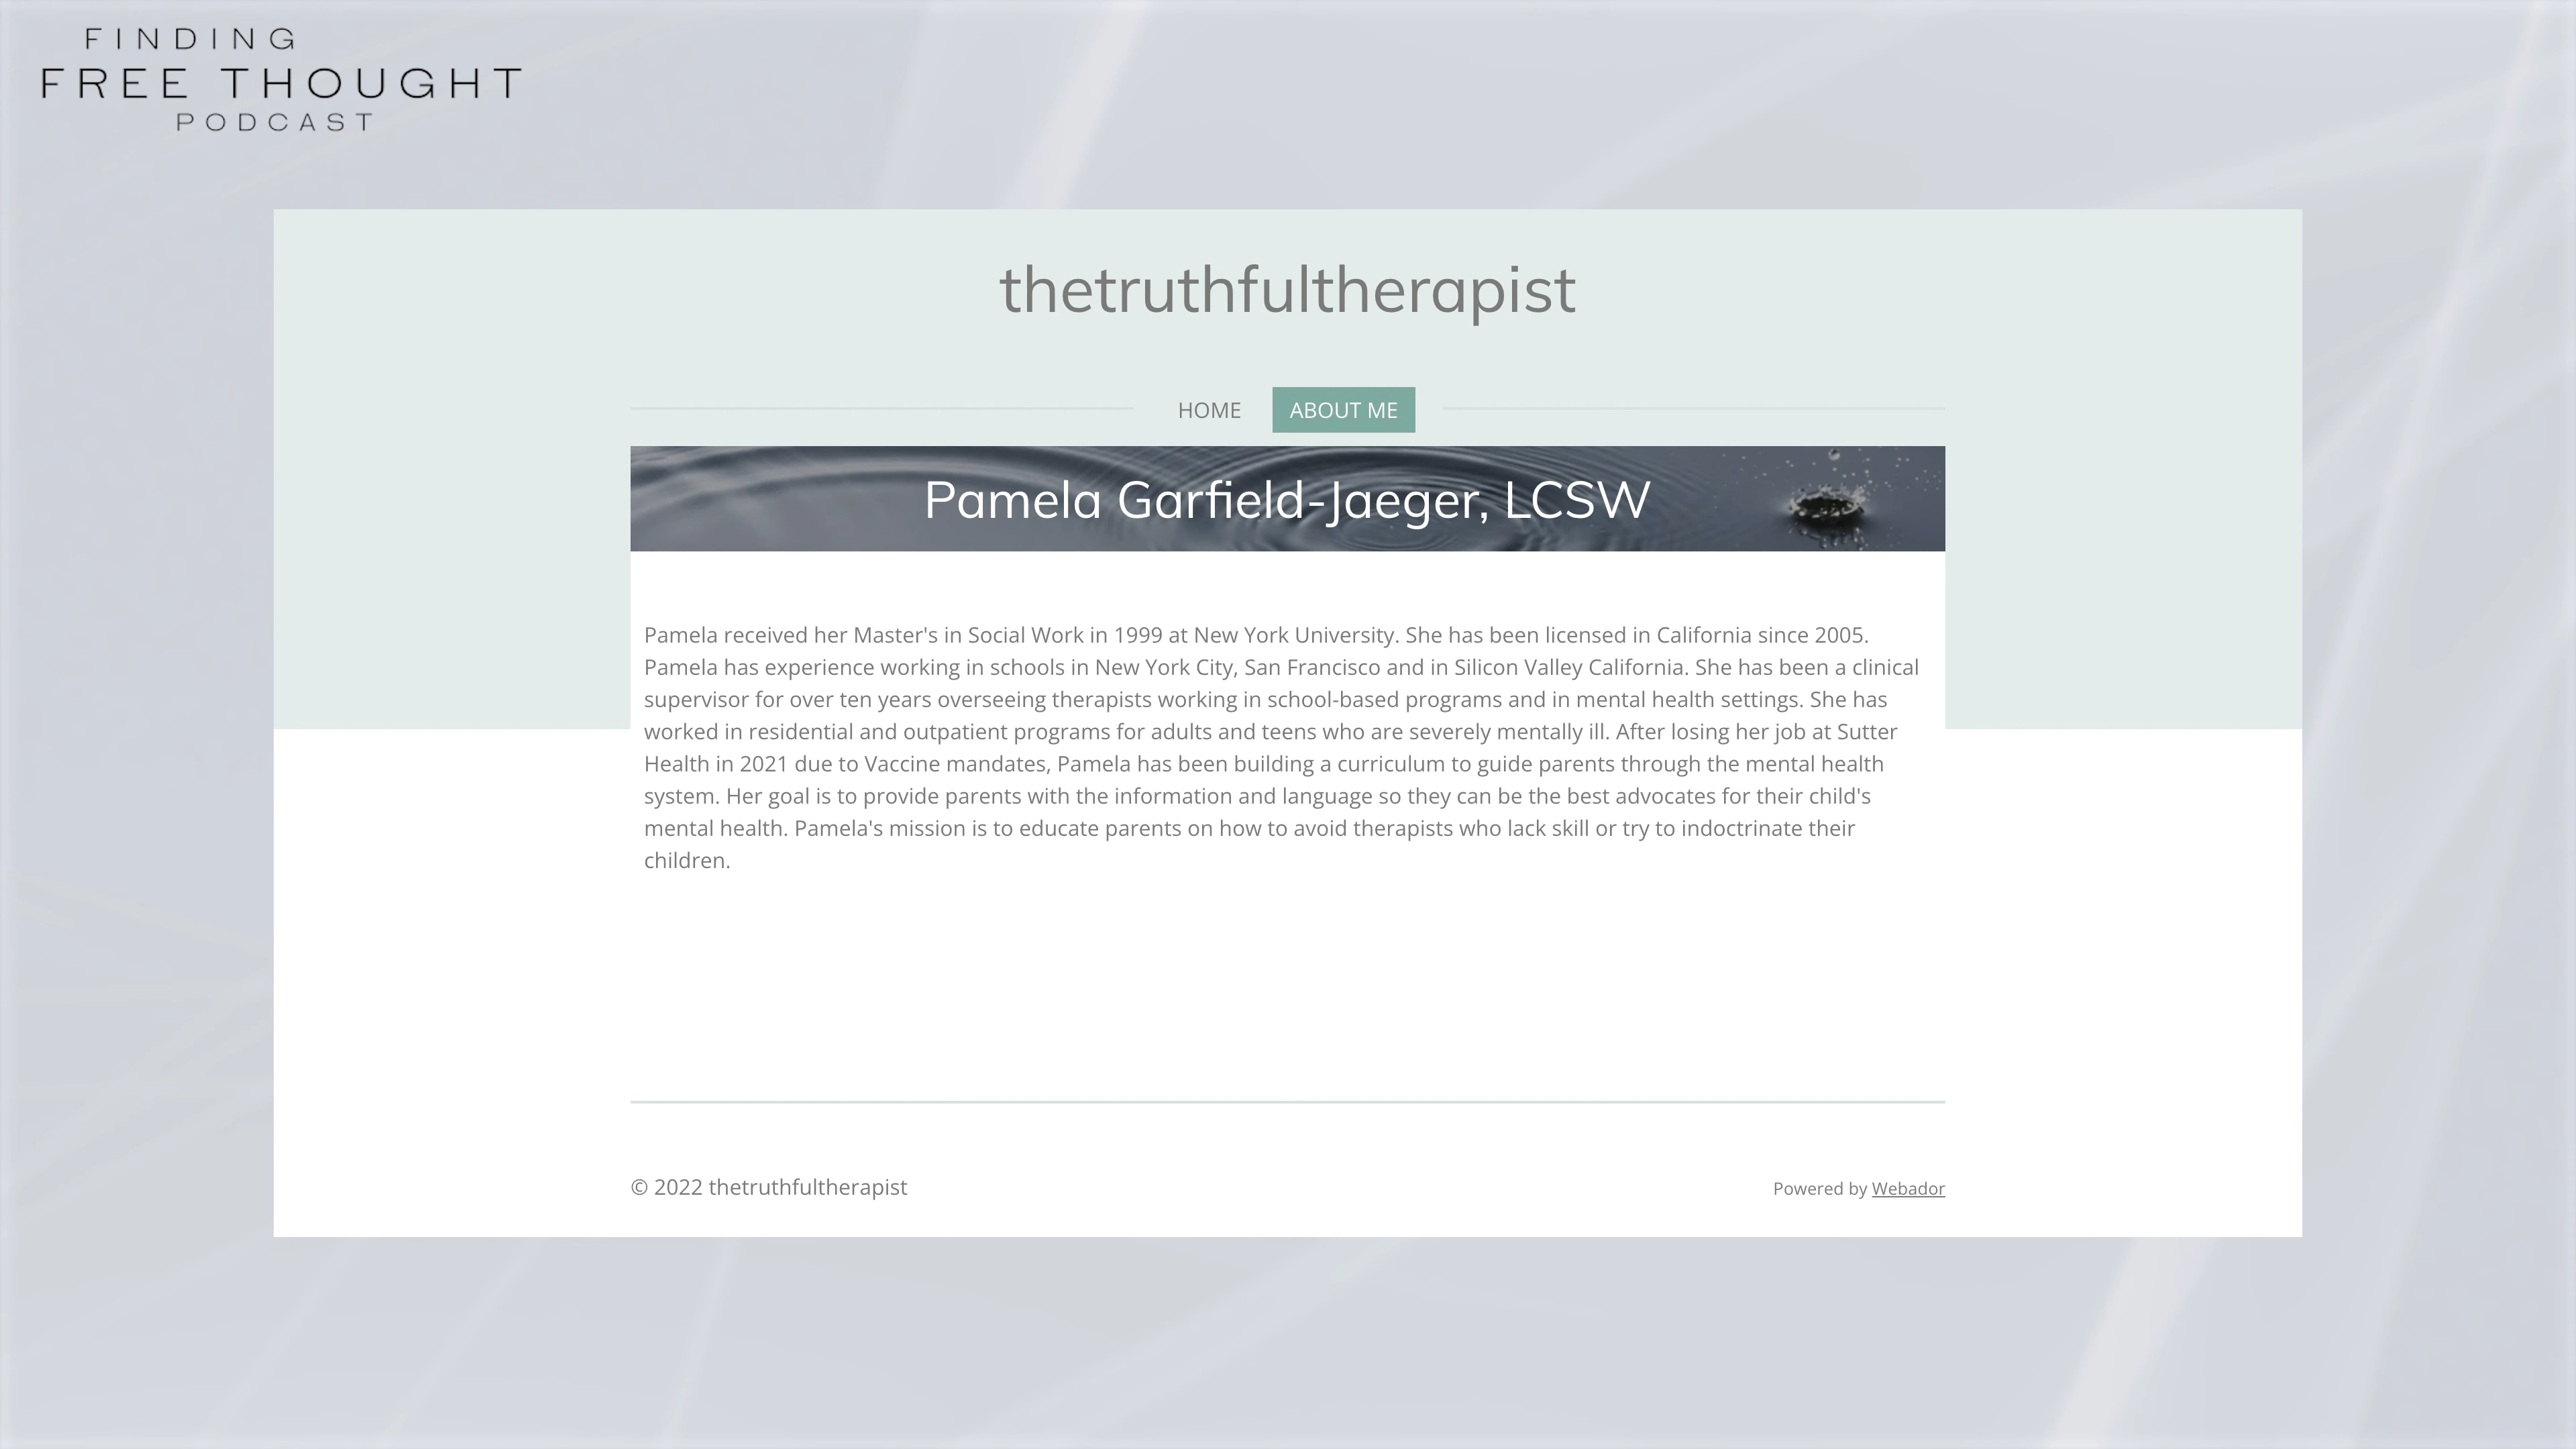 FINDING
FREE THOUGHT
PODCAST
thetruthfultherapist
HOME
ABOUT ME
Pamela Garfield-Jaeger, LCSW
Pamela received her Master's in Social Work in 1999 at New York University. She has been licensed in California since 2005.
Pamela has experience working in schools in New York City, San Francisco and in Silicon Valley California. She has been a clinical
supervisor for over ten years overseeing therapists working in school-based programs and in mental health settings. She has
worked in residential and outpatient programs for adults and teens who are severely mentally ill. After losing her job at Sutter
Health in 2021 due to Vaccine mandates, Pamela has been building a curriculum to guide parents through the mental health
system. Her goal is to provide parents with the information and language so they can be the best advocates for their child's
mental health. Pamela's mission is to educate parents on how to avoid therapists who lack skill or try to indoctrinate their
children.
© 2022 thetruthfultherapist
Powered by Webador